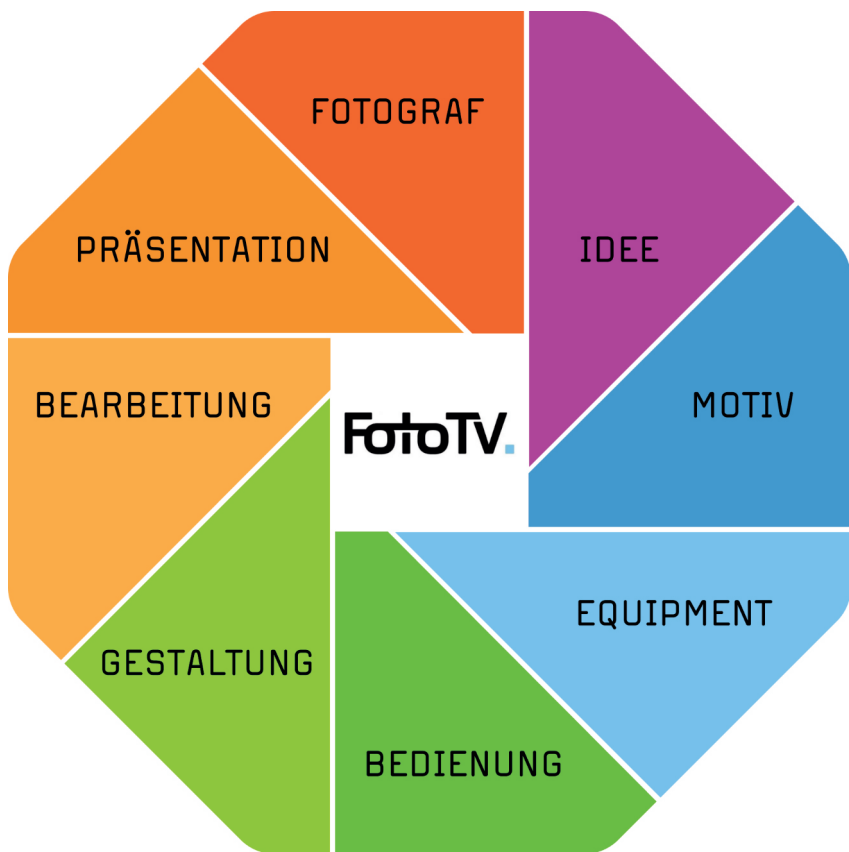 FOTOGRAF
IDEE
PRÄSENTATION
MOTIV
BEARBEITUNG
FotoTV.
EQUIPMENT
GESTALTUNG
BEDIENUNG